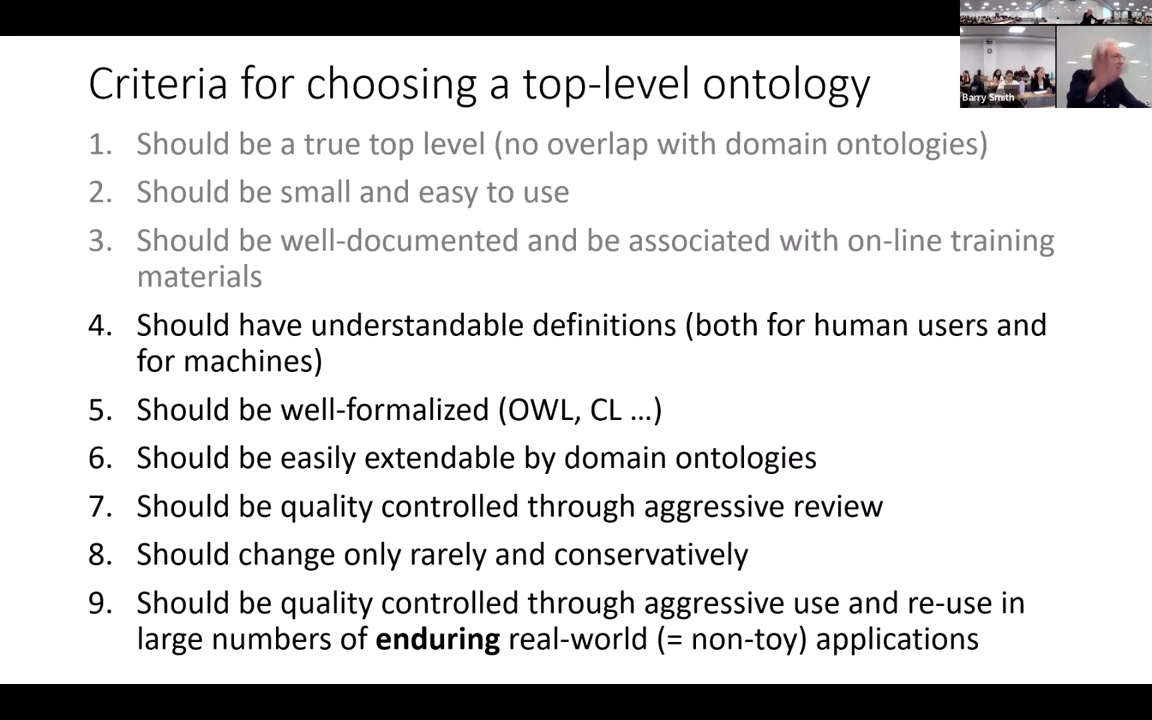 Criteria for choosing a top-level ontology
Barry Smith
1. Should be a true top level (no overlap with domain ontologies)
2. Should be small and easy to use
3. Should be well-documented and be associated with on-line training
materials
4. Should have understandable definitions (both for human users and
for machines)
5. Should be well-formalized (OWL, CL ...)
6. Should be easily extendable by domain ontologies
7. Should be quality controlled through aggressive review
8. Should change only rarely and conservatively
9. Should be quality controlled through aggressive use and re-use in
large numbers of enduring real-world (= non-toy) applications